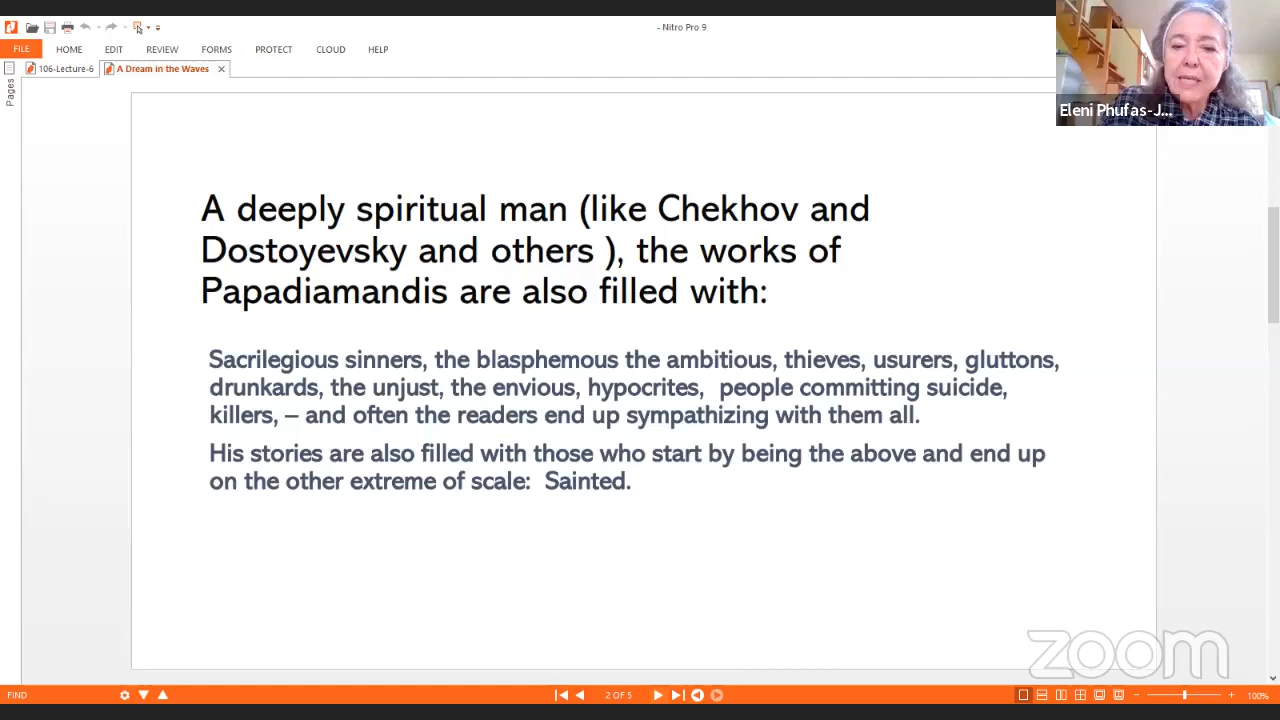 - Nitro Pro 9
FILE HOME EDIT REVIEW FORMS PROTECT CLOUD HELP
106-Lecture-6 A Dream in the Waves
Pages
Eleni Phufas-J...
A deeply spiritual man (like Chekhov and
Dostoyevsky and others ), the works of
Papadiamandis are also filled with:
Sacrilegious sinners, the blasphemous the ambitious, thieves, usurers, gluttons,
drunkards, the unjust, the envious, hypocrites, people committing suicide,
killers, – and often the readers end up sympathizing with them all.
His stories are also filled with those who start by being the above and end up
on the other extreme of scale: Sainted.
zoom
FIND 2 OF 5 100%